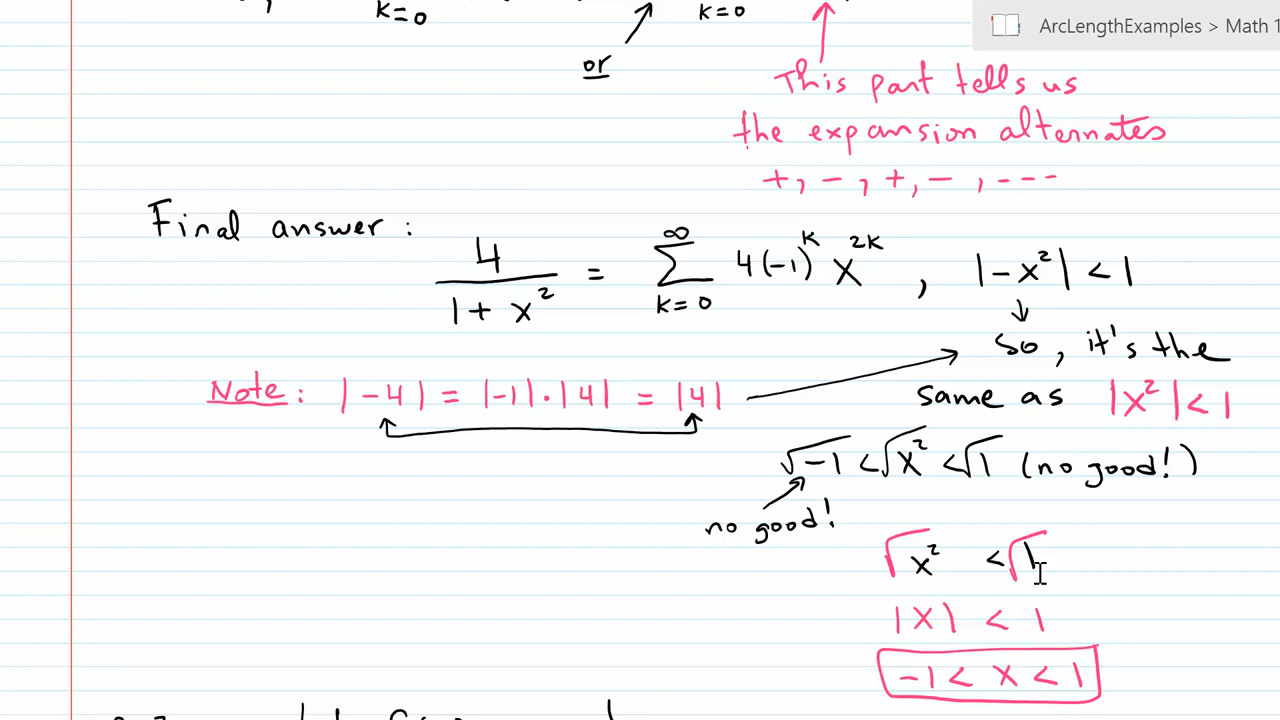 k=0 k=0
ArcLengthExamples > Math 1
or
This part tells us
the expansion alternates
+, -, +, -, ---
Final answer:
4/(1+x²) = ∑_{k=0}^{∞} 4(-1)^k x^{2k}, |-x²| < 1
so, it's the
Note: |-4| = |-1|·|4| = |4|
same as |x²| < 1
√-1 < √x² < √1 (no good!)
no good!
√x² < √1
|x| < 1
-1 < x < 1